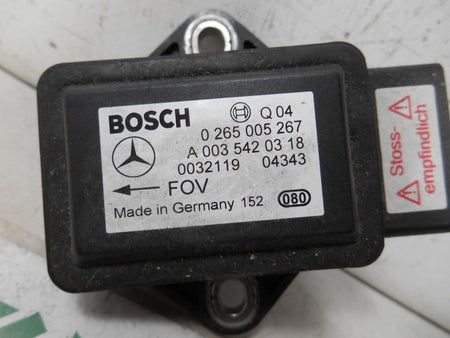 BOSCH Q 04
0 265 005 267
A 003 542 03 18
0032119 04343
FOV
Made in Germany 152 080
Stoss-
empfindlich